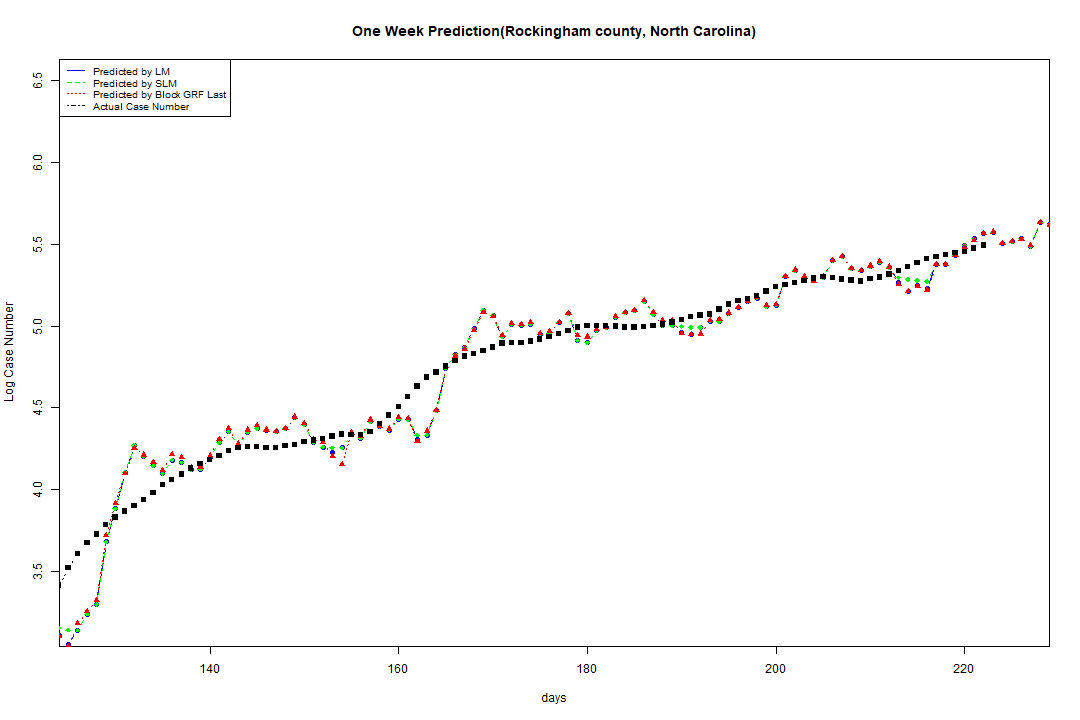 One Week Prediction(Rockingham county, North Carolina)
Predicted by LM
Predicted by SLM
Predicted by Block GRF Last
Actual Case Number
6.5
6.0
5.5
5.0
4.5
4.0
3.5
Log Case Number
140
160
180
200
220
days